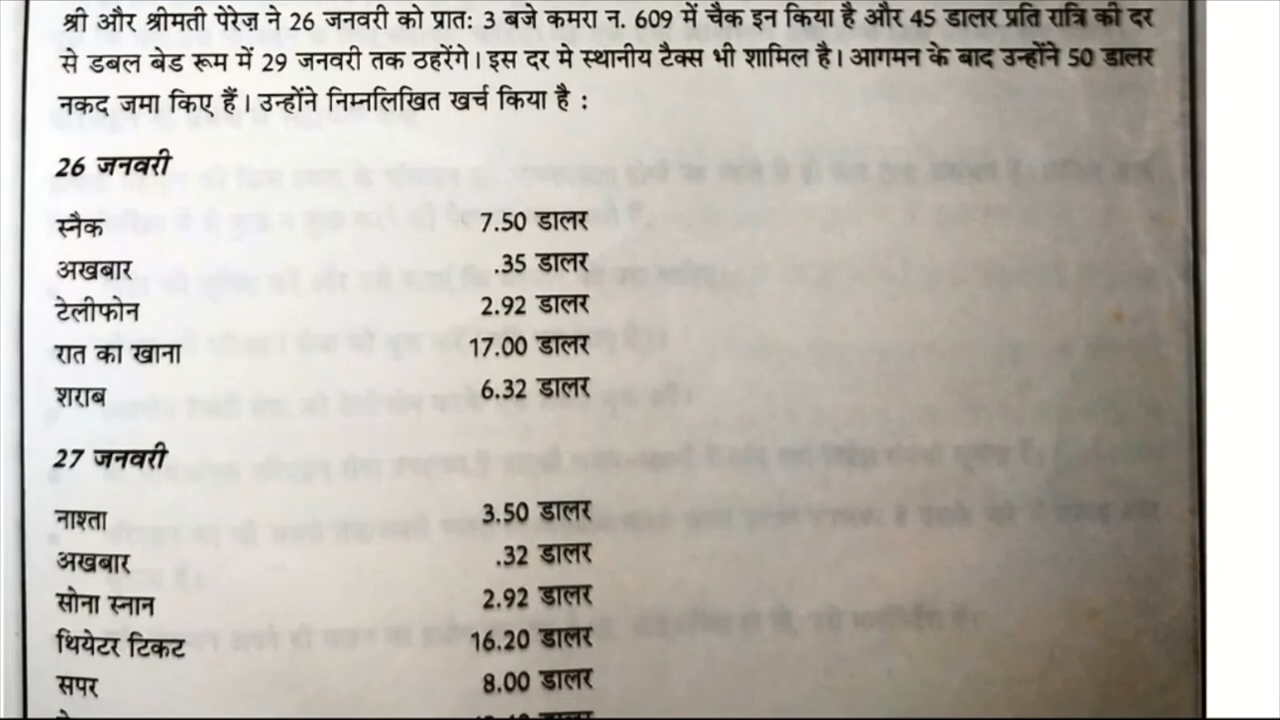 श्री और श्रीमती पेरेज़ ने 26 जनवरी को प्रात: 3 बजे कमरा न. 609 में चैक इन किया है और 45 डालर प्रति रात्रि की दर
से डबल बेड रूम में 29 जनवरी तक ठहरेंगे। इस दर मे स्थानीय टैक्स भी शामिल है। आगमन के बाद उन्होंने 50 डालर
नकद जमा किए हैं। उन्होंने निम्नलिखित खर्च किया है :
26 जनवरी
स्नैक 7.50 डालर
अखबार .35 डालर
टेलीफोन 2.92 डालर
रात का खाना 17.00 डालर
शराब 6.32 डालर
27 जनवरी
नाश्ता 3.50 डालर
अखबार .32 डालर
सोना स्नान 2.92 डालर
थियेटर टिकट 16.20 डालर
सपर 8.00 डालर